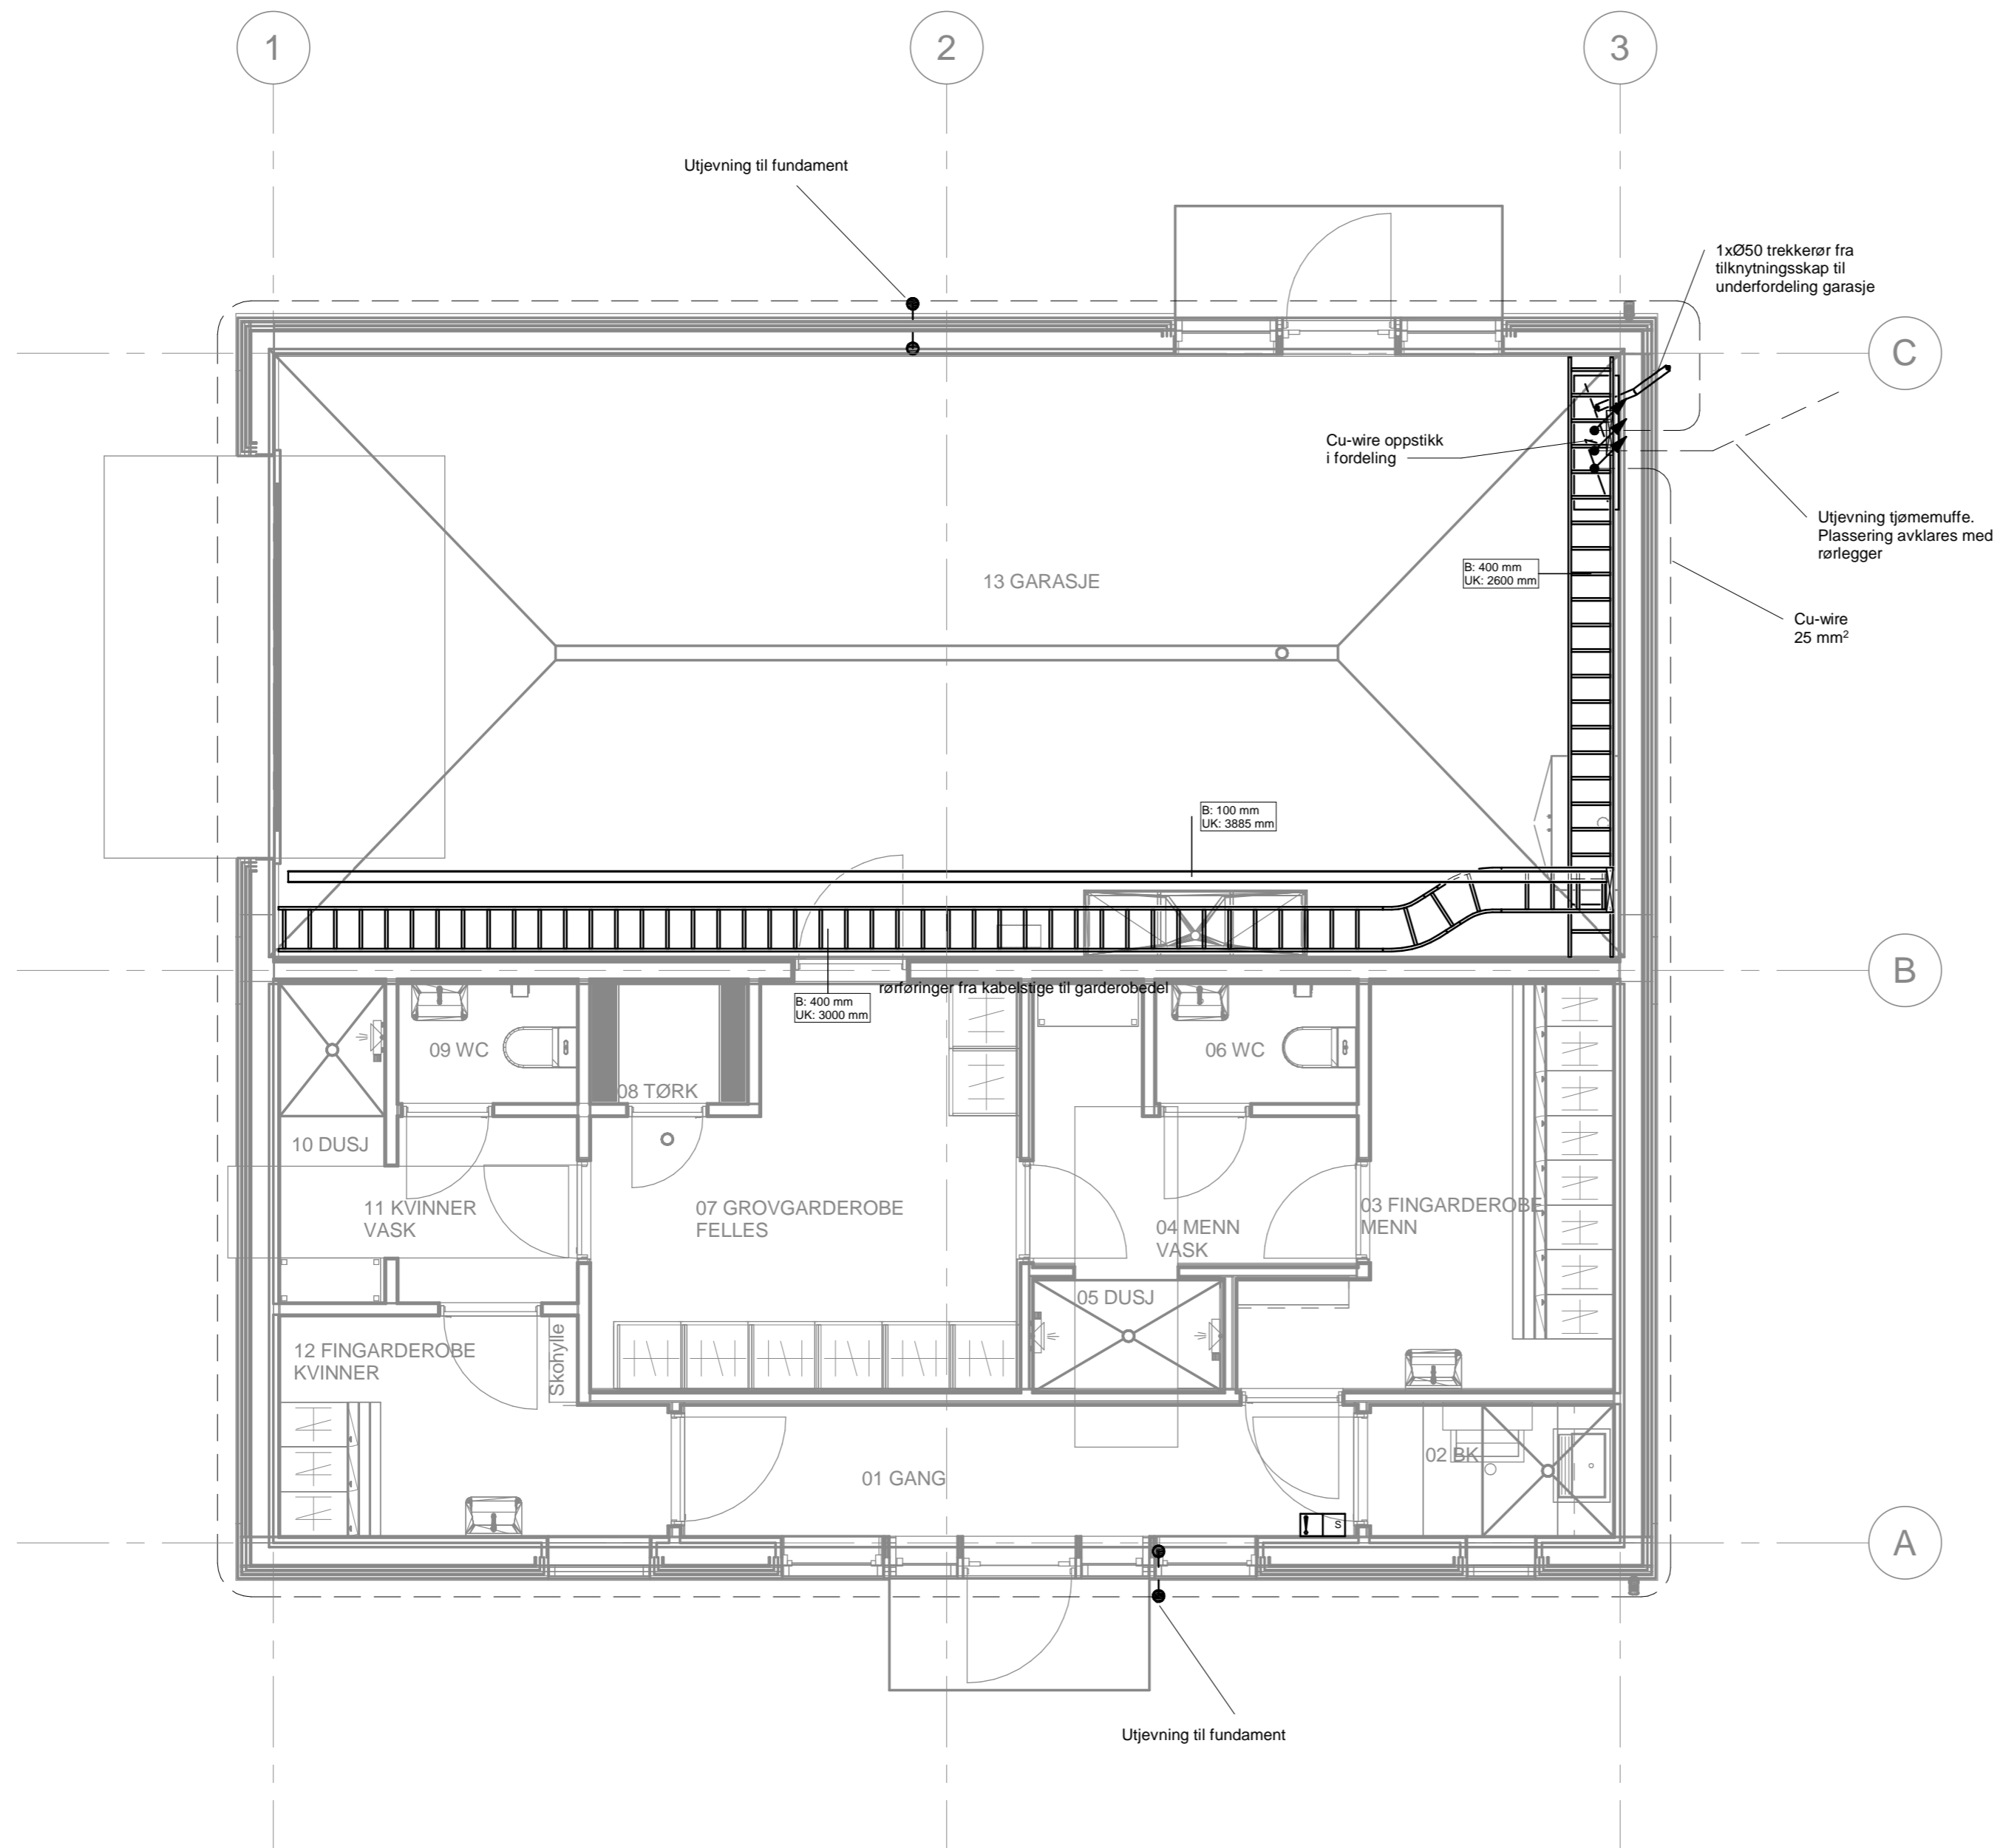 1
2
3
Utjevning til fundament
1xØ50 trekkerør fra
tilknytningsskap til
underfordeling garasje
C
Cu-wire oppstikk
i fordeling
Utjevning tjømemuffe.
Plassering avklares med
rørlegger
B: 400 mm
UK: 2600 mm
13 GARASJE
Cu-wire
25 mm²
B: 100 mm
UK: 3885 mm
B
rørføringer fra kabelstige til garderobedel
B: 400 mm
UK: 3000 mm
09 WC
06 WC
08 TØRK
10 DUSJ
11 KVINNER
VASK
07 GROVGARDEROBE
FELLES
04 MENN
VASK
03 FINGARDEROBE
MENN
05 DUSJ
12 FINGARDEROBE
KVINNER
Skohylle
01 GANG
02 BK
S
A
Utjevning til fundament